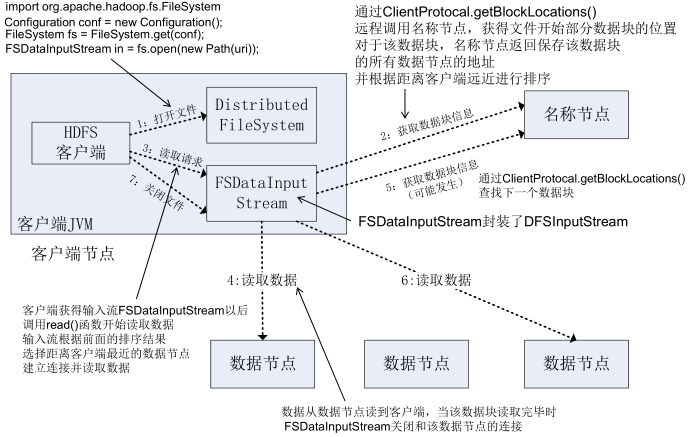 import org.apache.hadoop.fs.FileSystem
Configuration conf = new Configuration();
FileSystem fs = FileSystem.get(conf);
FSDataInputStream in = fs.open(new Path(uri));
通过ClientProtocal.getBlockLocations()
远程调用名称节点，获得文件开始部分数据块的位置
对于该数据块，名称节点返回保存该数据块
的所有数据节点的地址
并根据距离客户端远近进行排序
HDFS
客户端
1：打开文件
Distributed
FileSystem
2：获取数据块信息
名称节点
3：读取请求
7：关闭文件
FSDataInput
Stream
5：获取数据块信息
（可能发生）
通过ClientProtocal.getBlockLocations()
查找下一个数据块
客户端JVM
FSDataInputStream封装了DFSInputStream
客户端节点
4:读取数据
6:读取数据
客户端获得输入流FSDataInputStream以后
调用read()函数开始读取数据
输入流根据前面的排序结果
选择距离客户端最近的数据节点
建立连接并读取数据
数据节点
数据节点
数据节点
数据从数据节点读到客户端，当该数据块读取完毕时
FSDataInputStream关闭和该数据节点的连接